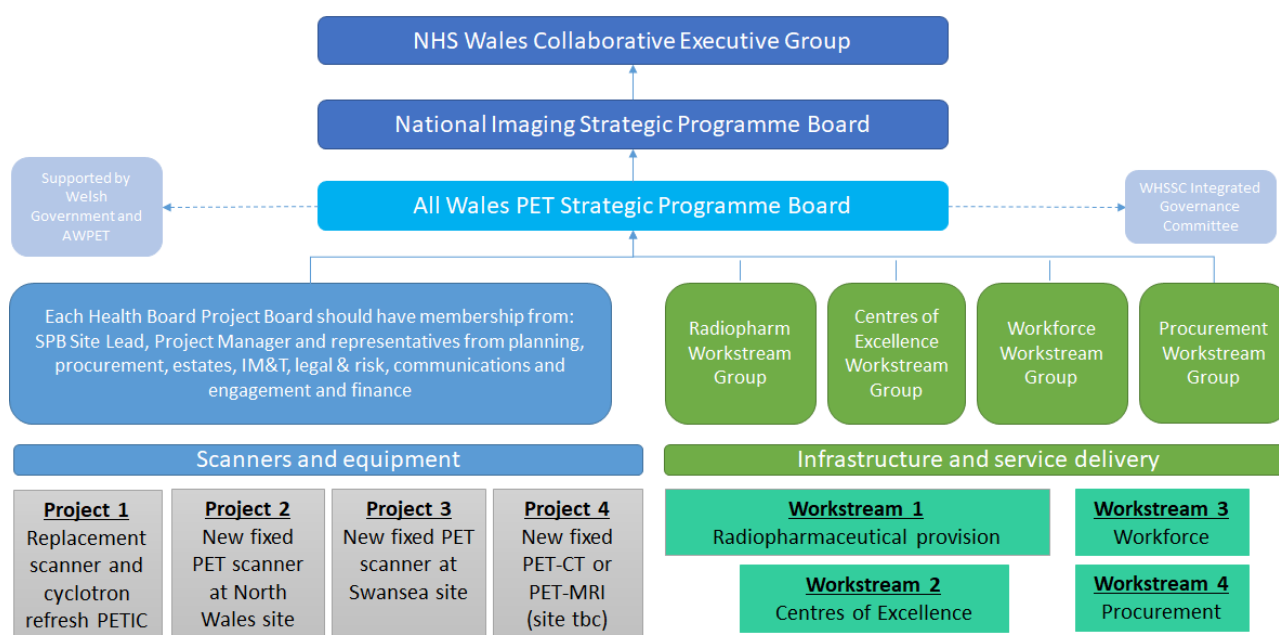 NHS Wales Collaborative Executive Group
National Imaging Strategic Programme Board
Supported by
Welsh
Government and
AWPET
All Wales PET Strategic Programme Board
WHSSC Integrated
Governance
Committee
Each Health Board Project Board should have membership from:
SPB Site Lead, Project Manager and representatives from planning,
procurement, estates, IM&T, legal & risk, communications and
engagement and finance
Radiopharm
Workstream
Group
Centres of
Excellence
Workstream
Group
Workforce
Workstream
Group
Procurement
Workstream
Group
Scanners and equipment
Infrastructure and service delivery
Project 1
Replacement
scanner and
cyclotron
refresh PETIC
Project 2
New fixed
PET scanner
at North
Wales site
Project 3
New fixed PET
scanner at
Swansea site
Project 4
New fixed
PET-CT or
PET-MRI
(site tbc)
Workstream 1
Radiopharmaceutical provision
Workstream 2
Centres of Excellence
Workstream 3
Workforce
Workstream 4
Procurement